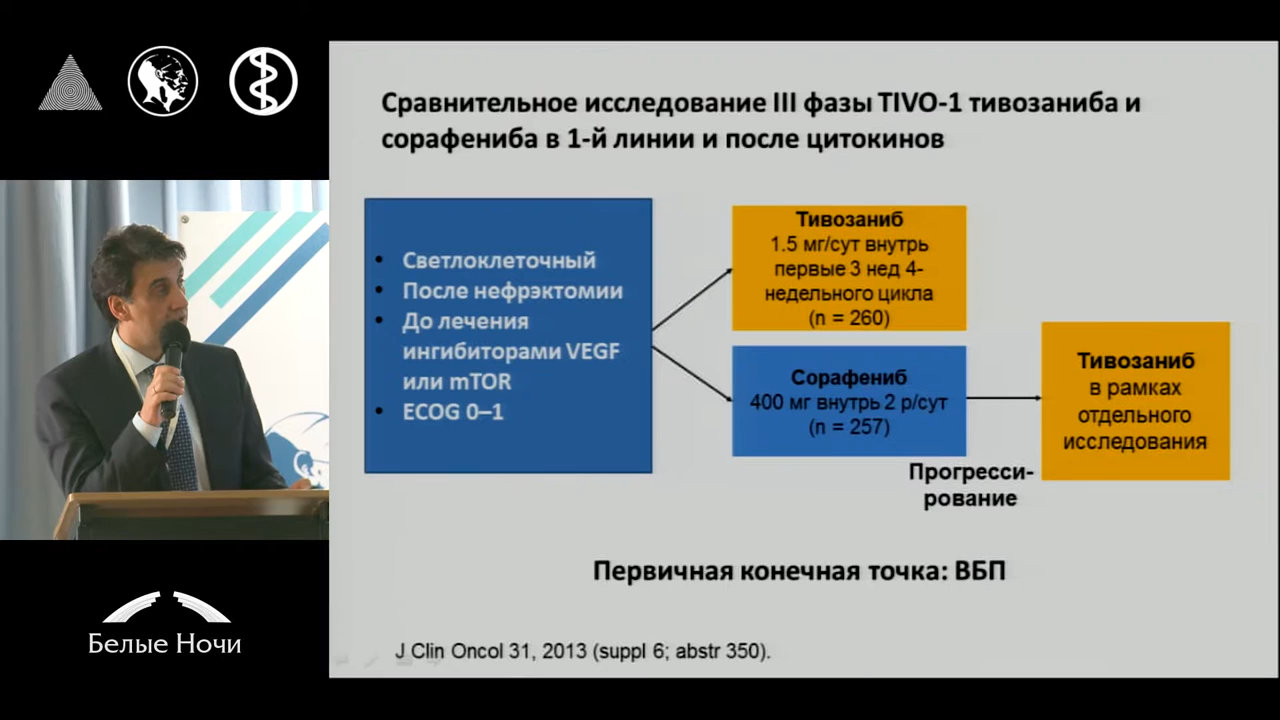 Сравнительное исследование III фазы TIVO-1 тивозаниба и
сорафениба в 1-й линии и после цитокинов
• Светлоклеточный
• После нефрэктомии
• До лечения
ингибиторами VEGF
или mTOR
• ECOG 0–1
Тивозаниб
1.5 мг/сут внутрь
первые 3 нед 4-
недельного цикла
(n = 260)
Сорафениб
400 мг внутрь 2 р/сут
(n = 257)
Прогресси-
рование
Тивозаниб
в рамках
отдельного
исследования
Первичная конечная точка: ВБП
J Clin Oncol 31, 2013 (suppl 6; abstr 350).
Белые Ночи